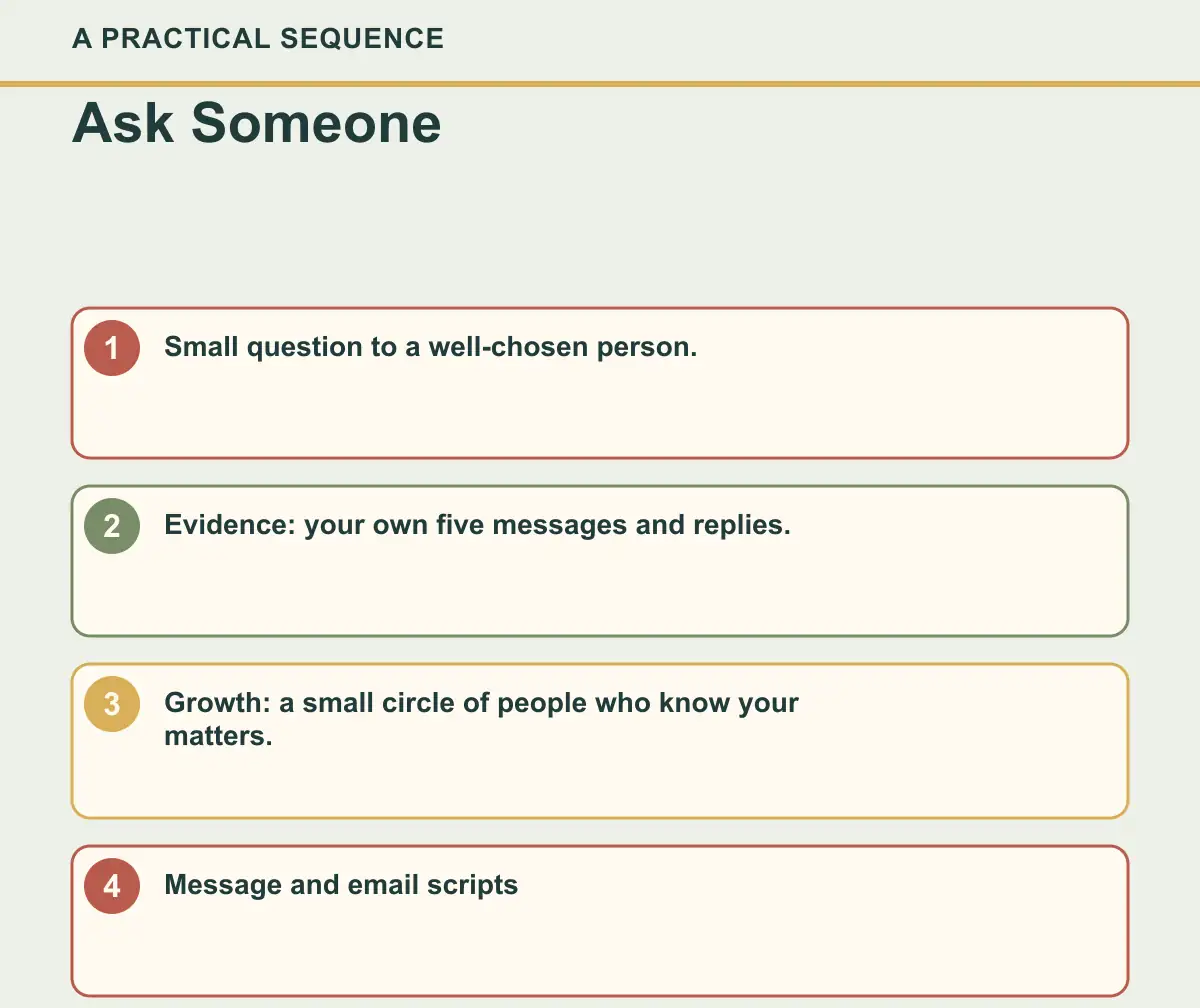 A PRACTICAL SEQUENCE
Ask Someone
1
Small question to a well-chosen person.
2
Evidence: your own five messages and replies.
3
Growth: a small circle of people who know your
matters.
4
Message and email scripts